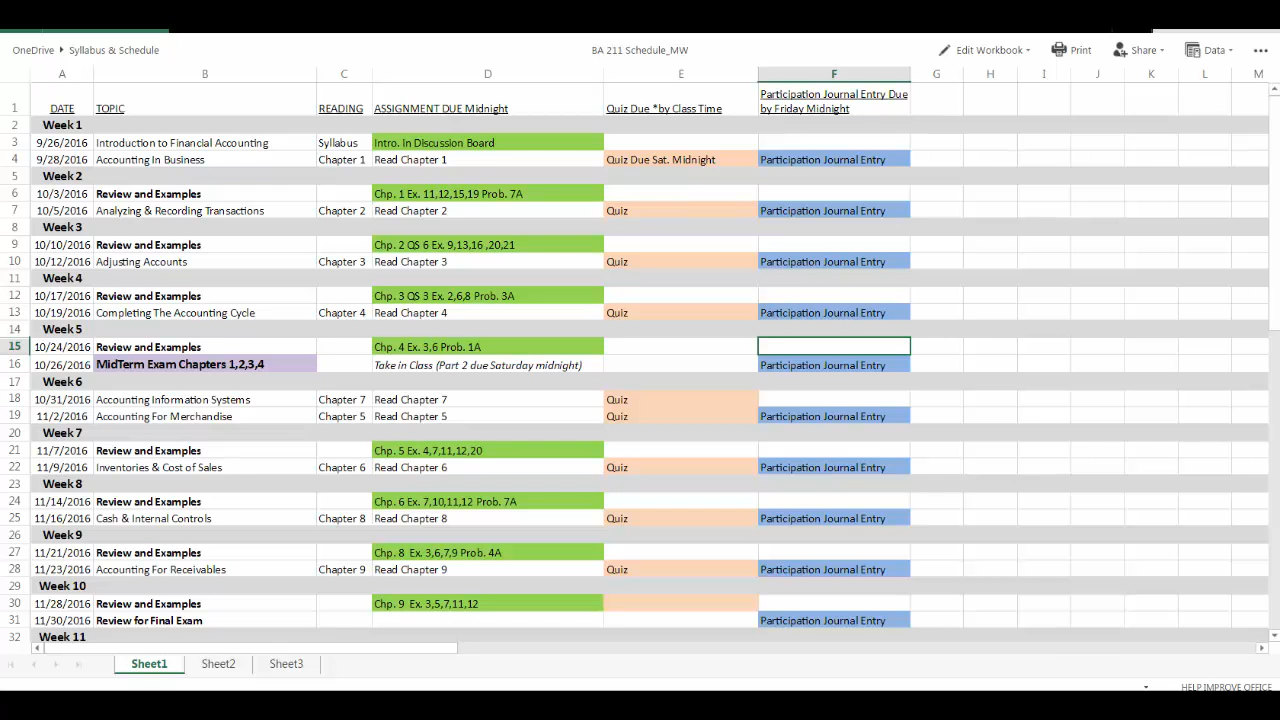 OneDrive ▸ Syllabus & Schedule BA 211 Schedule_MW Edit Workbook Print Share Data •••
A B C D E F G H I J K L M
1 DATE TOPIC READING ASSIGNMENT DUE Midnight Quiz Due *by Class Time Participation Journal Entry Due by Friday Midnight
2 Week 1
3 9/26/2016 Introduction to Financial Accounting Syllabus Intro. In Discussion Board
4 9/28/2016 Accounting In Business Chapter 1 Read Chapter 1 Quiz Due Sat. Midnight Participation Journal Entry
5 Week 2
6 10/3/2016 Review and Examples Chp. 1 Ex. 11,12,15,19 Prob. 7A
7 10/5/2016 Analyzing & Recording Transactions Chapter 2 Read Chapter 2 Quiz Participation Journal Entry
8 Week 3
9 10/10/2016 Review and Examples Chp. 2 QS 6 Ex. 9,13,16 ,20,21
10 10/12/2016 Adjusting Accounts Chapter 3 Read Chapter 3 Quiz Participation Journal Entry
11 Week 4
12 10/17/2016 Review and Examples Chp. 3 QS 3 Ex. 2,6,8 Prob. 3A
13 10/19/2016 Completing The Accounting Cycle Chapter 4 Read Chapter 4 Quiz Participation Journal Entry
14 Week 5
15 10/24/2016 Review and Examples Chp. 4 Ex. 3,6 Prob. 1A
16 10/26/2016 MidTerm Exam Chapters 1,2,3,4 Take in Class (Part 2 due Saturday midnight) Participation Journal Entry
17 Week 6
18 10/31/2016 Accounting Information Systems Chapter 7 Read Chapter 7 Quiz
19 11/2/2016 Accounting For Merchandise Chapter 5 Read Chapter 5 Quiz Participation Journal Entry
20 Week 7
21 11/7/2016 Review and Examples Chp. 5 Ex. 4,7,11,12,20
22 11/9/2016 Inventories & Cost of Sales Chapter 6 Read Chapter 6 Quiz Participation Journal Entry
23 Week 8
24 11/14/2016 Review and Examples Chp. 6 Ex. 7,10,11,12 Prob. 7A
25 11/16/2016 Cash & Internal Controls Chapter 8 Read Chapter 8 Quiz Participation Journal Entry
26 Week 9
27 11/21/2016 Review and Examples Chp. 8 Ex. 3,6,7,9 Prob. 4A
28 11/23/2016 Accounting For Receivables Chapter 9 Read Chapter 9 Quiz Participation Journal Entry
29 Week 10
30 11/28/2016 Review and Examples Chp. 9 Ex. 3,5,7,11,12
31 11/30/2016 Review for Final Exam Participation Journal Entry
32 Week 11
Sheet1 Sheet2 Sheet3
HELP IMPROVE OFFICE